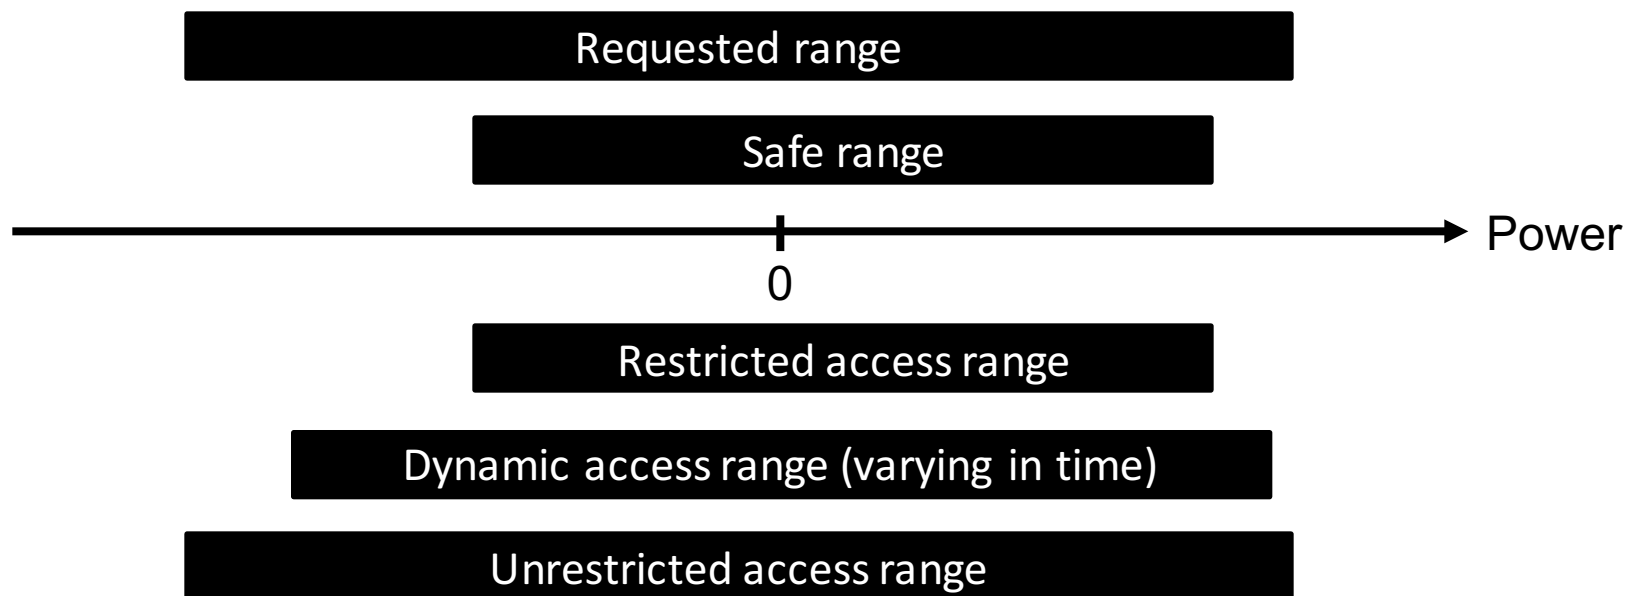 Requested range
Safe range
Power
0
Restricted access range
Dynamic access range (varying in time)
Unrestricted access range